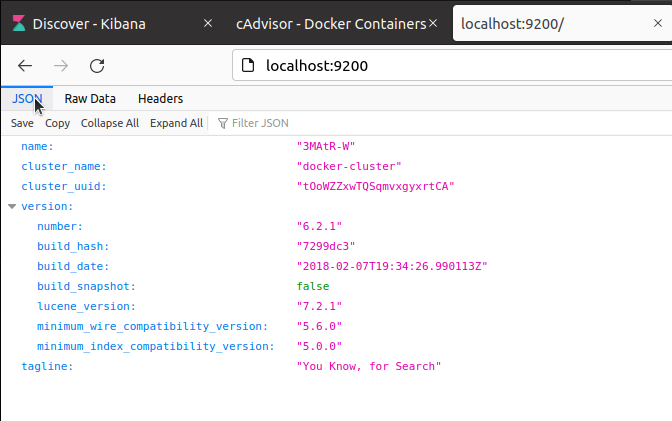 Discover - Kibana × cAdvisor - Docker Containers × localhost:9200/ ×
localhost:9200
JSON Raw Data Headers
Save Copy Collapse All Expand All Filter JSON
name: "3MAtR-W"
cluster_name: "docker-cluster"
cluster_uuid: "tOoWZZxwTQSqmvxgyxrtCA"
version:
number: "6.2.1"
build_hash: "7299dc3"
build_date: "2018-02-07T19:34:26.990113Z"
build_snapshot: false
lucene_version: "7.2.1"
minimum_wire_compatibility_version: "5.6.0"
minimum_index_compatibility_version: "5.0.0"
tagline: "You Know, for Search"